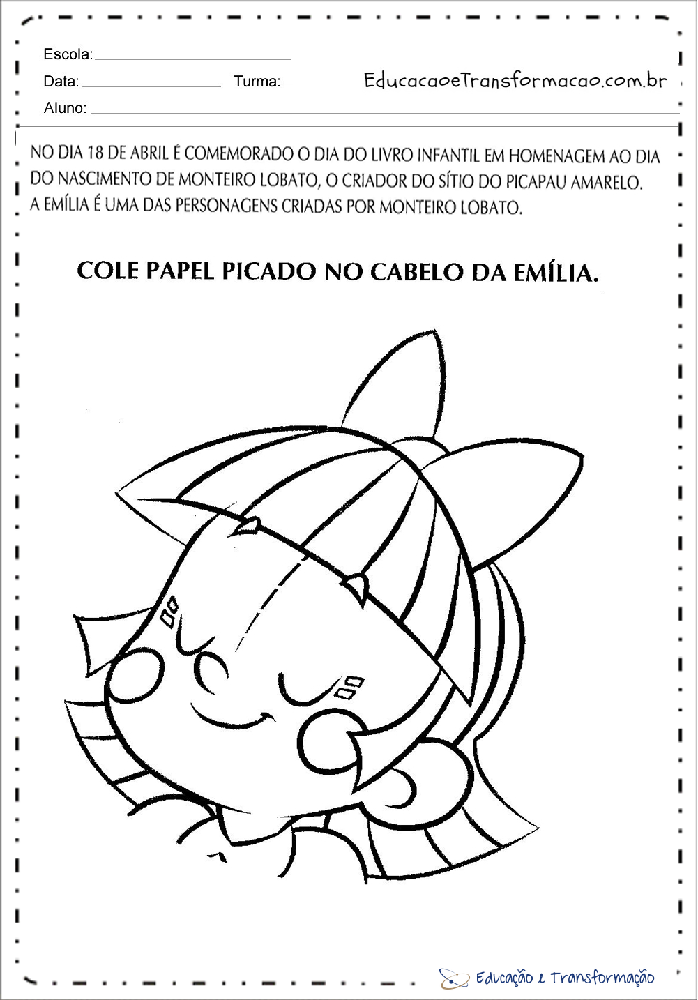 Escola:
Data: Turma: EducacaoeTransformacao.com.br
Aluno:
NO DIA 18 DE ABRIL É COMEMORADO O DIA DO LIVRO INFANTIL EM HOMENAGEM AO DIA
DO NASCIMENTO DE MONTEIRO LOBATO, O CRIADOR DO SÍTIO DO PICAPAU AMARELO.
A EMÍLIA É UMA DAS PERSONAGENS CRIADAS POR MONTEIRO LOBATO.
COLE PAPEL PICADO NO CABELO DA EMÍLIA.
Educação e Transformação